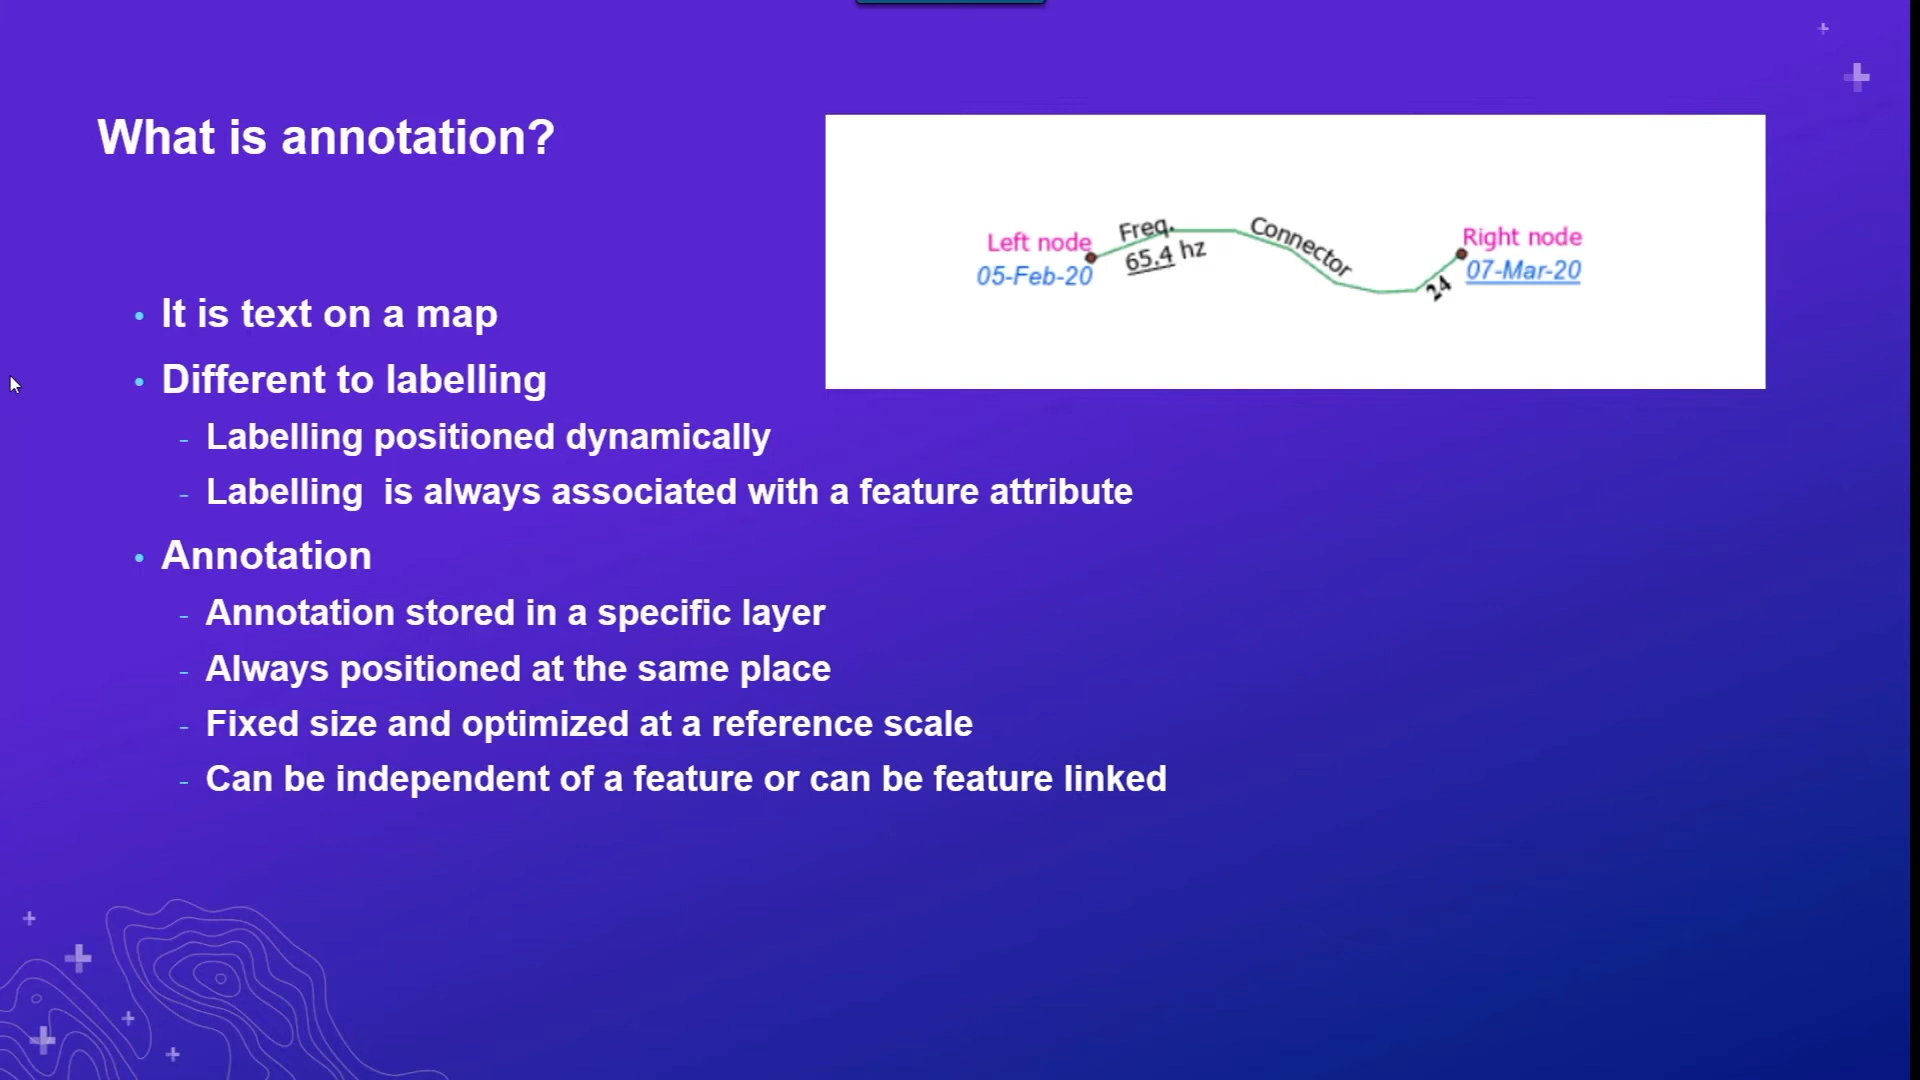 What is annotation?
Left node
05-Feb-20
Freq.
65.4 hz
Connector
24
Right node
07-Mar-20
• It is text on a map
• Different to labelling
- Labelling positioned dynamically
- Labelling  is always associated with a feature attribute
• Annotation
- Annotation stored in a specific layer
- Always positioned at the same place
- Fixed size and optimized at a reference scale
- Can be independent of a feature or can be feature linked